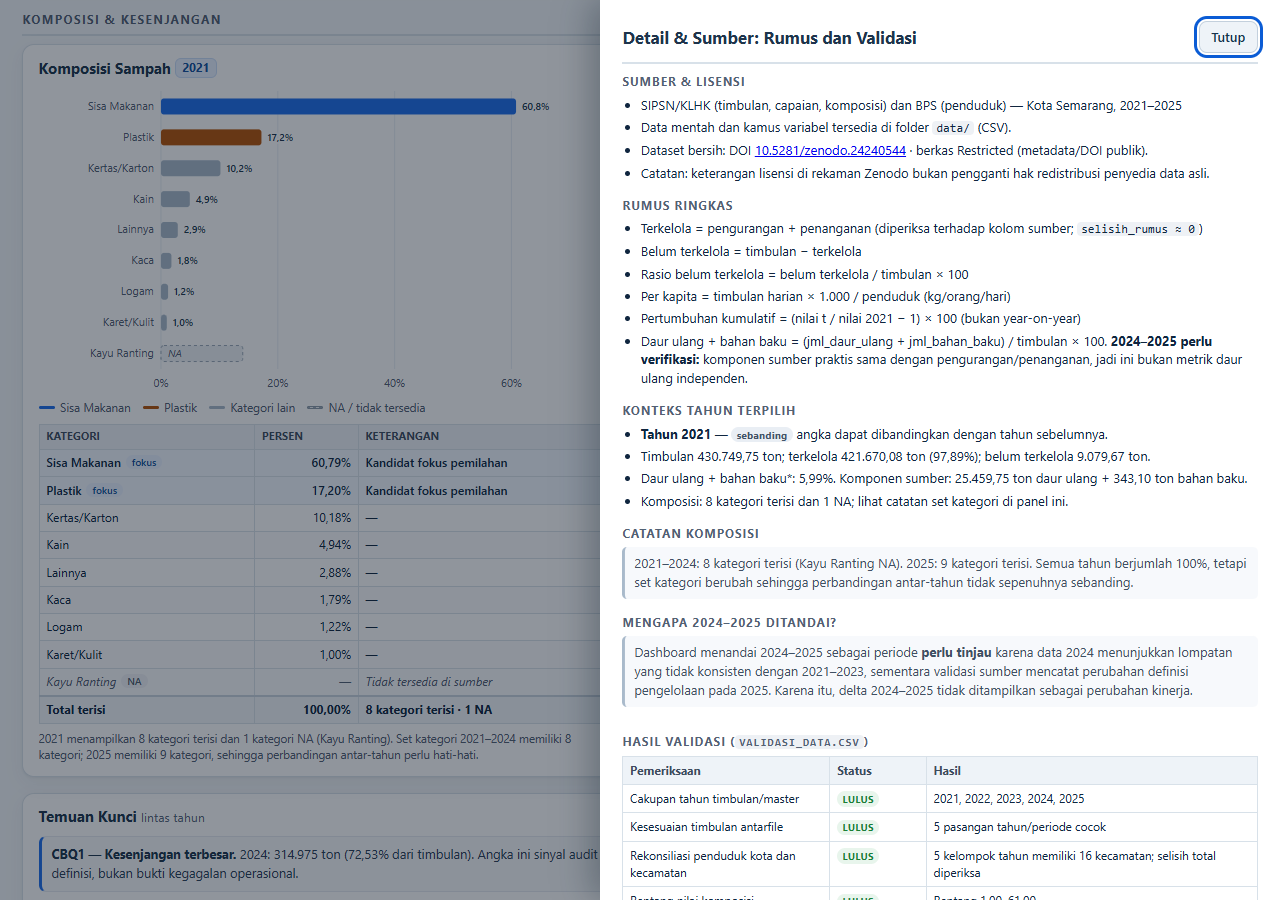 KOMPOSISI & KESENJANGAN
Komposisi Sampah 2021
Sisa Makanan 60,8%
Plastik 17,2%
Kertas/Karton 10,2%
Kain 4,9%
Lainnya 2,9%
Kaca 1,8%
Logam 1,2%
Karet/Kulit 1,0%
Kayu Ranting NA
0% 20% 40% 60%
Sisa Makanan Plastik Kategori lain NA / tidak tersedia
KATEGORI PERSEN KETERANGAN
Sisa Makanan fokus 60,79% Kandidat fokus pemilahan
Plastik fokus 17,20% Kandidat fokus pemilahan
Kertas/Karton 10,18% —
Kain 4,94% —
Lainnya 2,88% —
Kaca 1,79% —
Logam 1,22% —
Karet/Kulit 1,00% —
Kayu Ranting NA — Tidak tersedia di sumber
Total terisi 100,00% 8 kategori terisi · 1 NA
2021 menampilkan 8 kategori terisi dan 1 kategori NA (Kayu Ranting). Set kategori 2021–2024 memiliki 8
kategori; 2025 memiliki 9 kategori, sehingga perbandingan antar-tahun perlu hati-hati.
Temuan Kunci lintas tahun
CBQ1 — Kesenjangan terbesar. 2024: 314.975 ton (72,53% dari timbulan). Angka ini sinyal audit
definisi, bukan bukti kegagalan operasional.
Detail & Sumber: Rumus dan Validasi
Tutup
SUMBER & LISENSI
• SIPSN/KLHK (timbulan, capaian, komposisi) dan BPS (penduduk) — Kota Semarang, 2021–2025
• Data mentah dan kamus variabel tersedia di folder data/ (CSV).
• Dataset bersih: DOI 10.5281/zenodo.24240544 · berkas Restricted (metadata/DOI publik).
• Catatan: keterangan lisensi di rekaman Zenodo bukan pengganti hak redistribusi penyedia data asli.
RUMUS RINGKAS
• Terkelola = pengurangan + penanganan (diperiksa terhadap kolom sumber; selisih_rumus ≈ 0 )
• Belum terkelola = timbulan − terkelola
• Rasio belum terkelola = belum terkelola / timbulan × 100
• Per kapita = timbulan harian × 1.000 / penduduk (kg/orang/hari)
• Pertumbuhan kumulatif = (nilai t / nilai 2021 − 1) × 100 (bukan year-on-year)
• Daur ulang + bahan baku = (jml_daur_ulang + jml_bahan_baku) / timbulan × 100. 2024–2025 perlu
verifikasi: komponen sumber praktis sama dengan pengurangan/penanganan, jadi ini bukan metrik daur
ulang independen.
KONTEKS TAHUN TERPILIH
• Tahun 2021 — sebanding angka dapat dibandingkan dengan tahun sebelumnya.
• Timbulan 430.749,75 ton; terkelola 421.670,08 ton (97,89%); belum terkelola 9.079,67 ton.
• Daur ulang + bahan baku*: 5,99%. Komponen sumber: 25.459,75 ton daur ulang + 343,10 ton bahan baku.
• Komposisi: 8 kategori terisi dan 1 NA; lihat catatan set kategori di panel ini.
CATATAN KOMPOSISI
2021–2024: 8 kategori terisi (Kayu Ranting NA). 2025: 9 kategori terisi. Semua tahun berjumlah 100%, tetapi
set kategori berubah sehingga perbandingan antar-tahun tidak sepenuhnya sebanding.
MENGAPA 2024–2025 DITANDAI?
Dashboard menandai 2024–2025 sebagai periode perlu tinjau karena data 2024 menunjukkan lompatan
yang tidak konsisten dengan 2021–2023, sementara validasi sumber mencatat perubahan definisi
pengelolaan pada 2025. Karena itu, delta 2024–2025 tidak ditampilkan sebagai perubahan kinerja.
HASIL VALIDASI ( VALIDASI_DATA.CSV )
Pemeriksaan Status Hasil
Cakupan tahun timbulan/master LULUS 2021, 2022, 2023, 2024, 2025
Kesesuaian timbulan antarfile LULUS 5 pasangan tahun/periode cocok
Rekonsiliasi penduduk kota dan LULUS 5 kelompok tahun memiliki 16 kecamatan; selisih total
kecamatan diperiksa